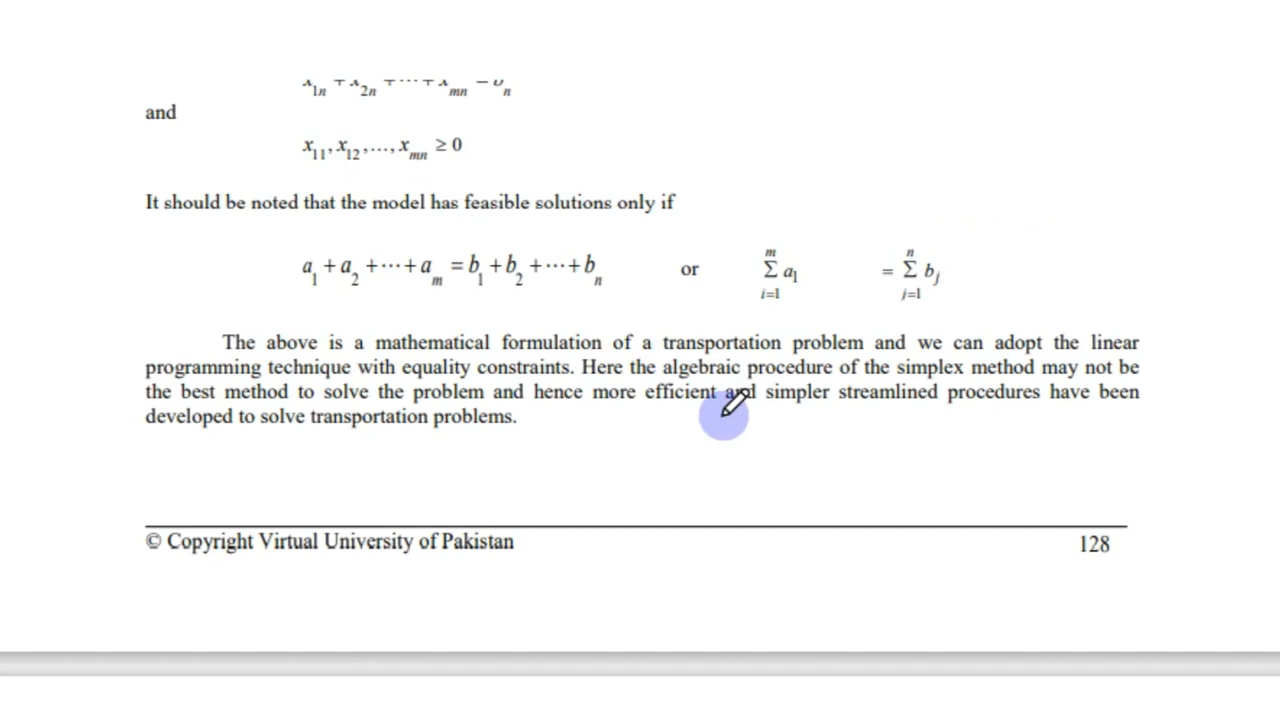 x₁ₙ + x₂ₙ + ⋯ + xₘₙ = bₙ
and
x₁₁, x₁₂, ..., xₘₙ ≥ 0
It should be noted that the model has feasible solutions only if
a₁ + a₂ + ⋯ + aₘ = b₁ + b₂ + ⋯ + bₙ or m Σ i=1 a₁ = n Σ j=1 bⱼ
The above is a mathematical formulation of a transportation problem and we can adopt the linear
programming technique with equality constraints. Here the algebraic procedure of the simplex method may not be
the best method to solve the problem and hence more efficient and simpler streamlined procedures have been
developed to solve transportation problems.
© Copyright Virtual University of Pakistan 128